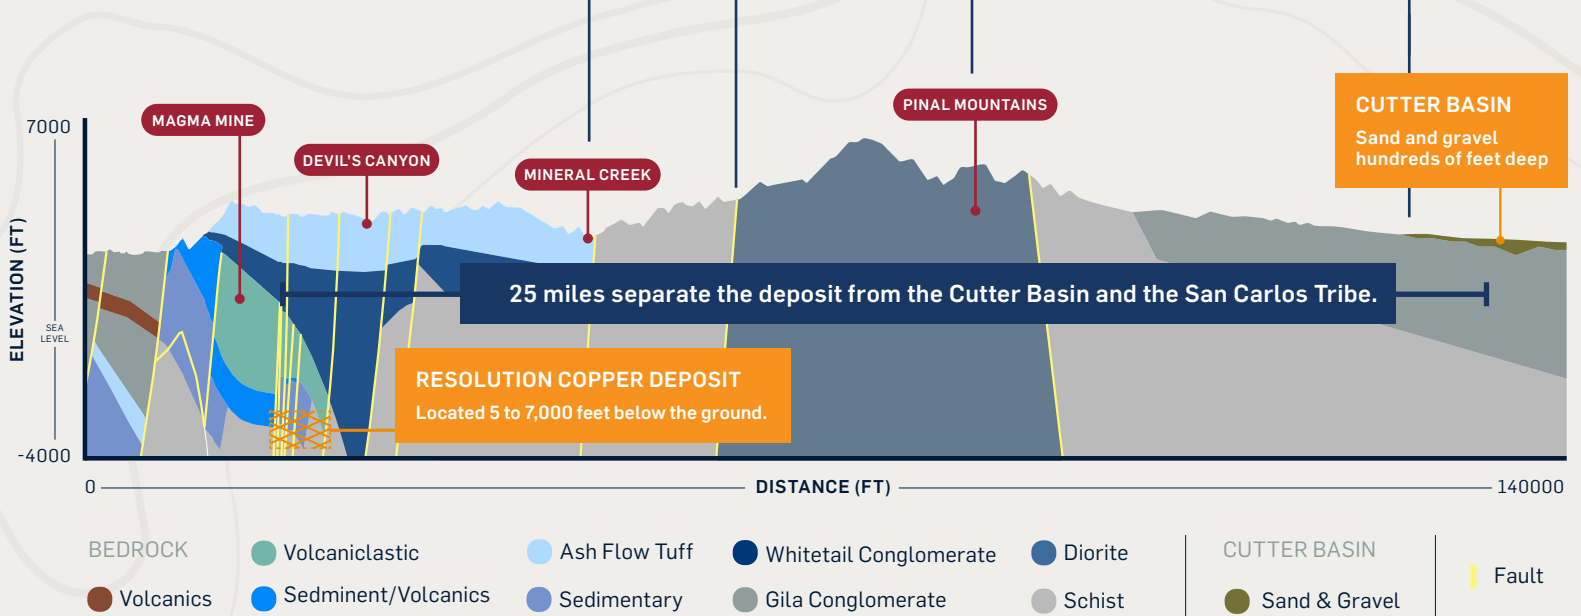 MAGMA MINE
DEVIL'S CANYON
MINERAL CREEK
PINAL MOUNTAINS
CUTTER BASIN
Sand and gravel
hundreds of feet deep
7000
ELEVATION (FT)
SEA
LEVEL
-4000
25 miles separate the deposit from the Cutter Basin and the San Carlos Tribe.
RESOLUTION COPPER DEPOSIT
Located 5 to 7,000 feet below the ground.
0
DISTANCE (FT)
140000
BEDROCK
Volcanics
Volcaniclastic
Sedminent/Volcanics
Ash Flow Tuff
Sedimentary
Whitetail Conglomerate
Gila Conglomerate
Diorite
Schist
CUTTER BASIN
Sand & Gravel
Fault